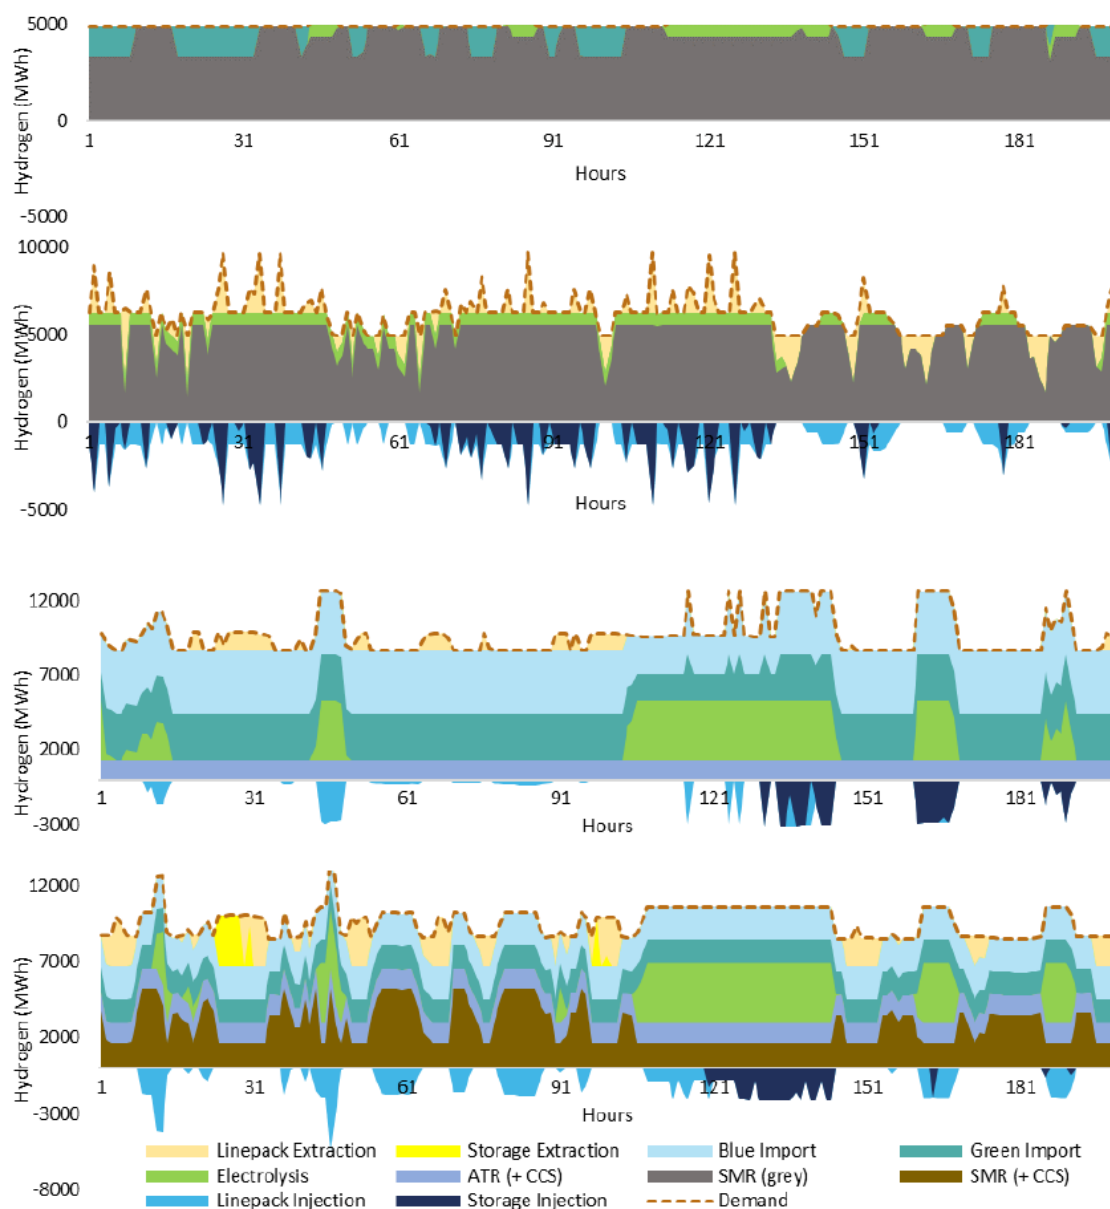 5000
0
1 31 61 91 121 151 181
Hours
-5000
Hydrogen (MWh)
10000
5000
0
1 31 61 91 121 151 181
-5000
Hours
Hydrogen (MWh)
12000
7000
2000
1 31 61 91 121 151 181
-3000
Hours
Hydrogen (MWh)
12000
7000
2000
1 31 61 91 121 151 181
-3000
Hours
Hydrogen (MWh)
Linepack Extraction Storage Extraction Blue Import Green Import
Electrolysis ATR (+ CCS) SMR (grey) SMR (+ CCS)
Linepack Injection Storage Injection Demand
-8000